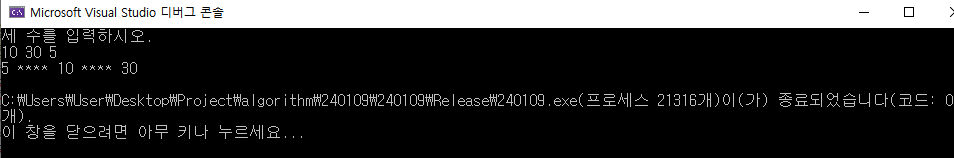 Microsoft Visual Studio 디버그 콘솔
세 수를 입력하시오.
10 30 5
5 **** 10 **** 30
C:\Users\User\Desktop\Project\algorithm\240109\240109\Release\240109.exe(프로세스 21316개)이(가) 종료되었습니다(코드: 0
개).
이 창을 닫으려면 아무 키나 누르세요...